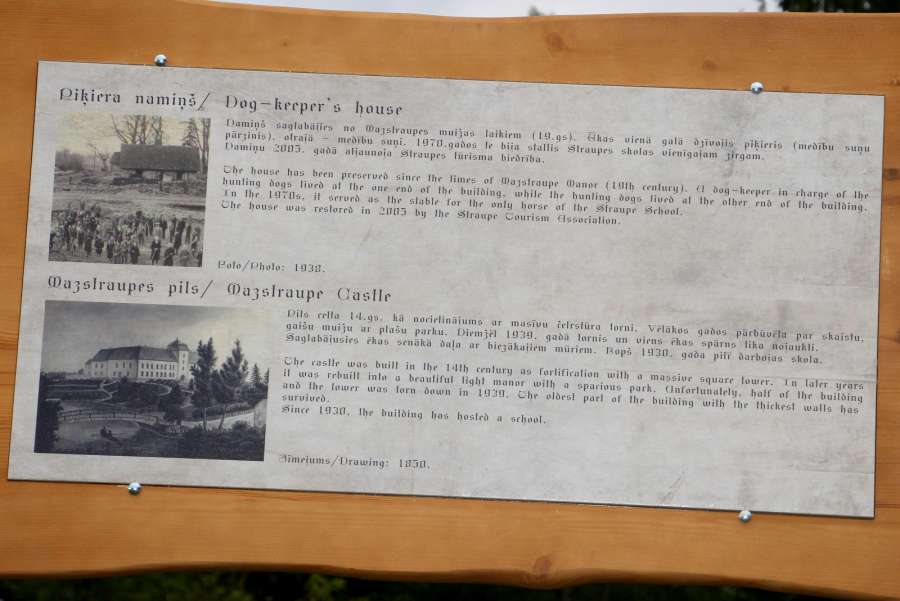 Piķiera namiņš/ Dog-keeper's house
Namiņš saglabājies no Mazstraupes muižas laikiem (19.gs). Ēkas vienā galā dzīvojis piķieris (medību suņu
pārzinis), otrajā - medību suņi. 1970.gados te bija stallis Straupes skolas vienīgajam zirgam.
Namiņu 2005. gadā atjaunoja Straupes tūrisma biedrība.
The house has been preserved since the times of Mazstraupe Manor (19th century). A dog-keeper in charge of the
hunting dogs lived at the one end of the building, while the hunting dogs lived at the other end of the building.
In the 1970s, it served as the stable for the only horse of the Straupe School.
The house was restored in 2005 by the Straupe Tourism Association.
Foto/Photo: 1938.
Mazstraupes pils/ Mazstraupe Castle
Pils celta 14.gs. kā nocietinājums ar masīvu četrstūra torni. Vēlākos gados pārbūvēta par skaistu,
gaišu muižu ar plašu parku. Diemžēl 1939. gadā tornis un viens ēkas spārns tika nojaukti.
Saglabājusies ēkas senākā daļa ar biezākajiem mūriem. Kopš 1930. gada pilī darbojas skola.
The castle was built in the 14th century as fortification with a massive square tower. In later years
it was rebuilt into a beautiful light manor with a spacious park. Unfortunately, half of the building
and the tower was torn down in 1939. The oldest part of the building with the thickest walls has
survived.
Since 1930, the building has hosted a school.
Zīmējums/Drawing: 1850.